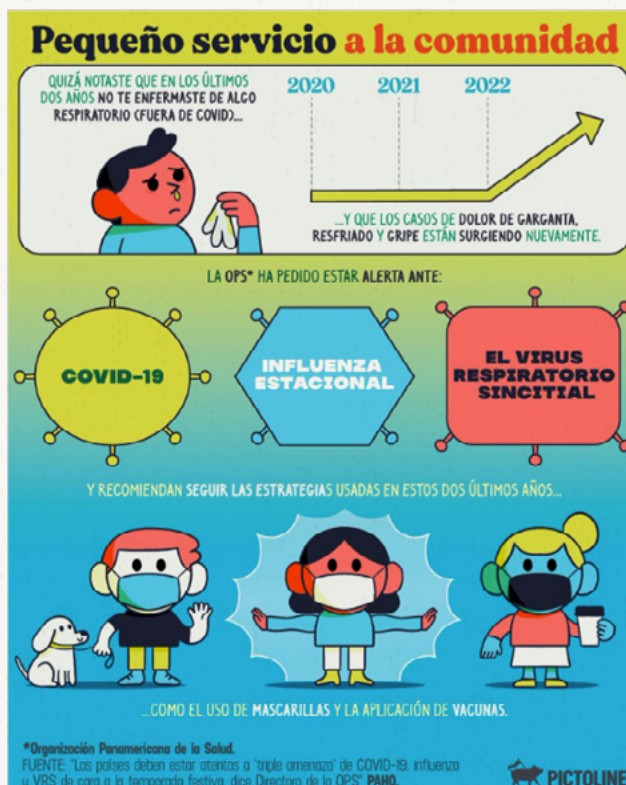 Pequeño servicio a la comunidad
QUIZÁ NOTASTE QUE EN LOS ÚLTIMOS
DOS AÑOS NO TE ENFERMASTE DE ALGO
RESPIRATORIO (FUERA DE COVID)...
2020 2021 2022
...Y QUE LOS CASOS DE DOLOR DE GARGANTA,
RESFRIADO Y GRIPE ESTÁN SURGIENDO NUEVAMENTE.
LA OPS* HA PEDIDO ESTAR ALERTA ANTE:
COVID-19
INFLUENZA
ESTACIONAL
EL VIRUS
RESPIRATORIO
SINCITIAL
Y RECOMIENDAN SEGUIR LAS ESTRATEGIAS USADAS EN ESTOS DOS ÚLTIMOS AÑOS...
...COMO EL USO DE MASCARILLAS Y LA APLICACIÓN DE VACUNAS.
*Organización Panamericana de la Salud.
FUENTE: "Los países deben estar atentos a 'triple amenaza' de COVID-19, influenza
y VRS de cara a la temporada festiva, dice Directora de la OPS" PAHO.
PICTOLINE